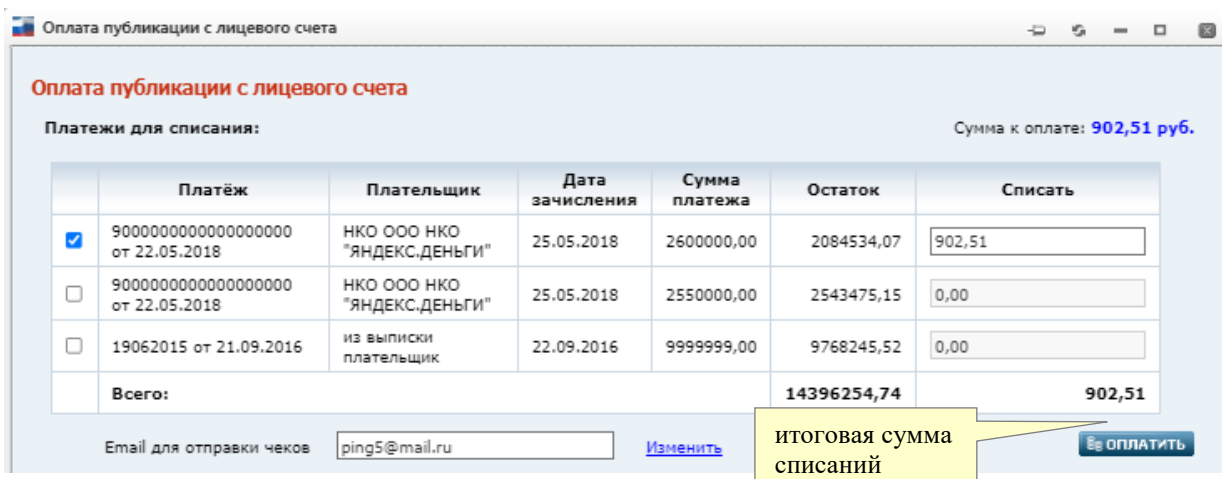 Оплата публикации с лицевого счета
Оплата публикации с лицевого счета
Платежи для списания:
Сумма к оплате: 902,51 руб.
Платёж
Плательщик
Дата
зачисления
Сумма
платежа
Остаток
Списать
9000000000000000000
от 22.05.2018
НКО ООО НКО
"ЯНДЕКС.ДЕНЬГИ"
25.05.2018
2600000,00
2084534,07
902,51
9000000000000000000
от 22.05.2018
НКО ООО НКО
"ЯНДЕКС.ДЕНЬГИ"
25.05.2018
2550000,00
2543475,15
0,00
19062015 от 21.09.2016
из выписки
плательщик
22.09.2016
9999999,00
9768245,52
0,00
Всего:
14396254,74
902,51
Email для отправки чеков
ping5@mail.ru
Изменить
итоговая сумма
списаний
ОПЛАТИТЬ